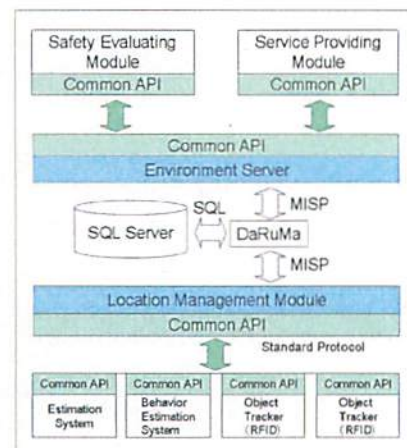 Safety Evaluating
Module
Common API
Service Providing
Module
Common API
Common API
Environment Server
MISP
SQL
SQL Server
DaRuMa
MISP
Location Management Module
Common API
Standard Protocol
Common API
Estimation
System
Common API
Behavior
Estimation
System
Common API
Object
Tracker
(RFID)
Common API
Object
Tracker
(RFID)